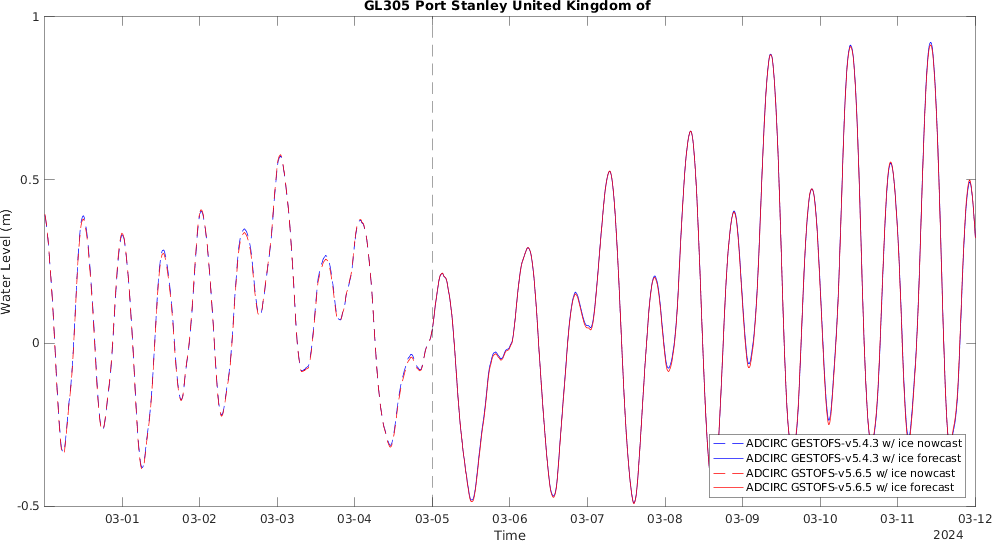 GL305 Port Stanley United Kingdom of
Water Level (m)
1
0.5
0
-0.5
ADCIRC GESTOFS-v5.4.3 w/ ice nowcast
ADCIRC GESTOFS-v5.4.3 w/ ice forecast
ADCIRC GSTOFS-v5.6.5 w/ ice nowcast
ADCIRC GSTOFS-v5.6.5 w/ ice forecast
03-01 03-02 03-03 03-04 03-05 03-06 03-07 03-08 03-09 03-10 03-11 03-12
Time
2024